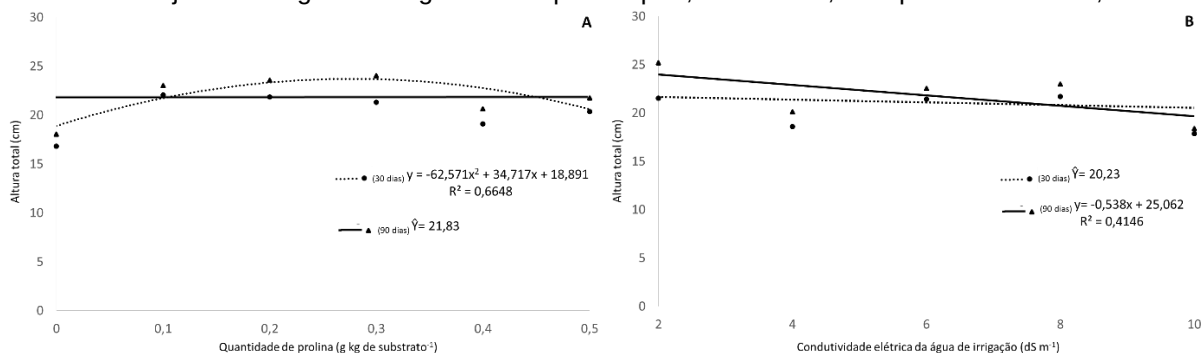 30
25
20
15
10
5
0
A
Altura total (cm)
(30 dias) y = -62,571x² + 34,717x + 18,891
R² = 0,6648
(90 dias) Ŷ= 21,83
0 0,1 0,2 0,3 0,4 0,5
Quantidade de prolina (g kg de substrato⁻¹)
30
25
20
15
10
5
0
B
Altura total (cm)
(30 dias) Ŷ= 20,23
(90 dias) y= -0,538x + 25,062
R² = 0,4146
2 4 6 8 10
Condutividade elétrica da água de irrigação (dS m⁻¹)